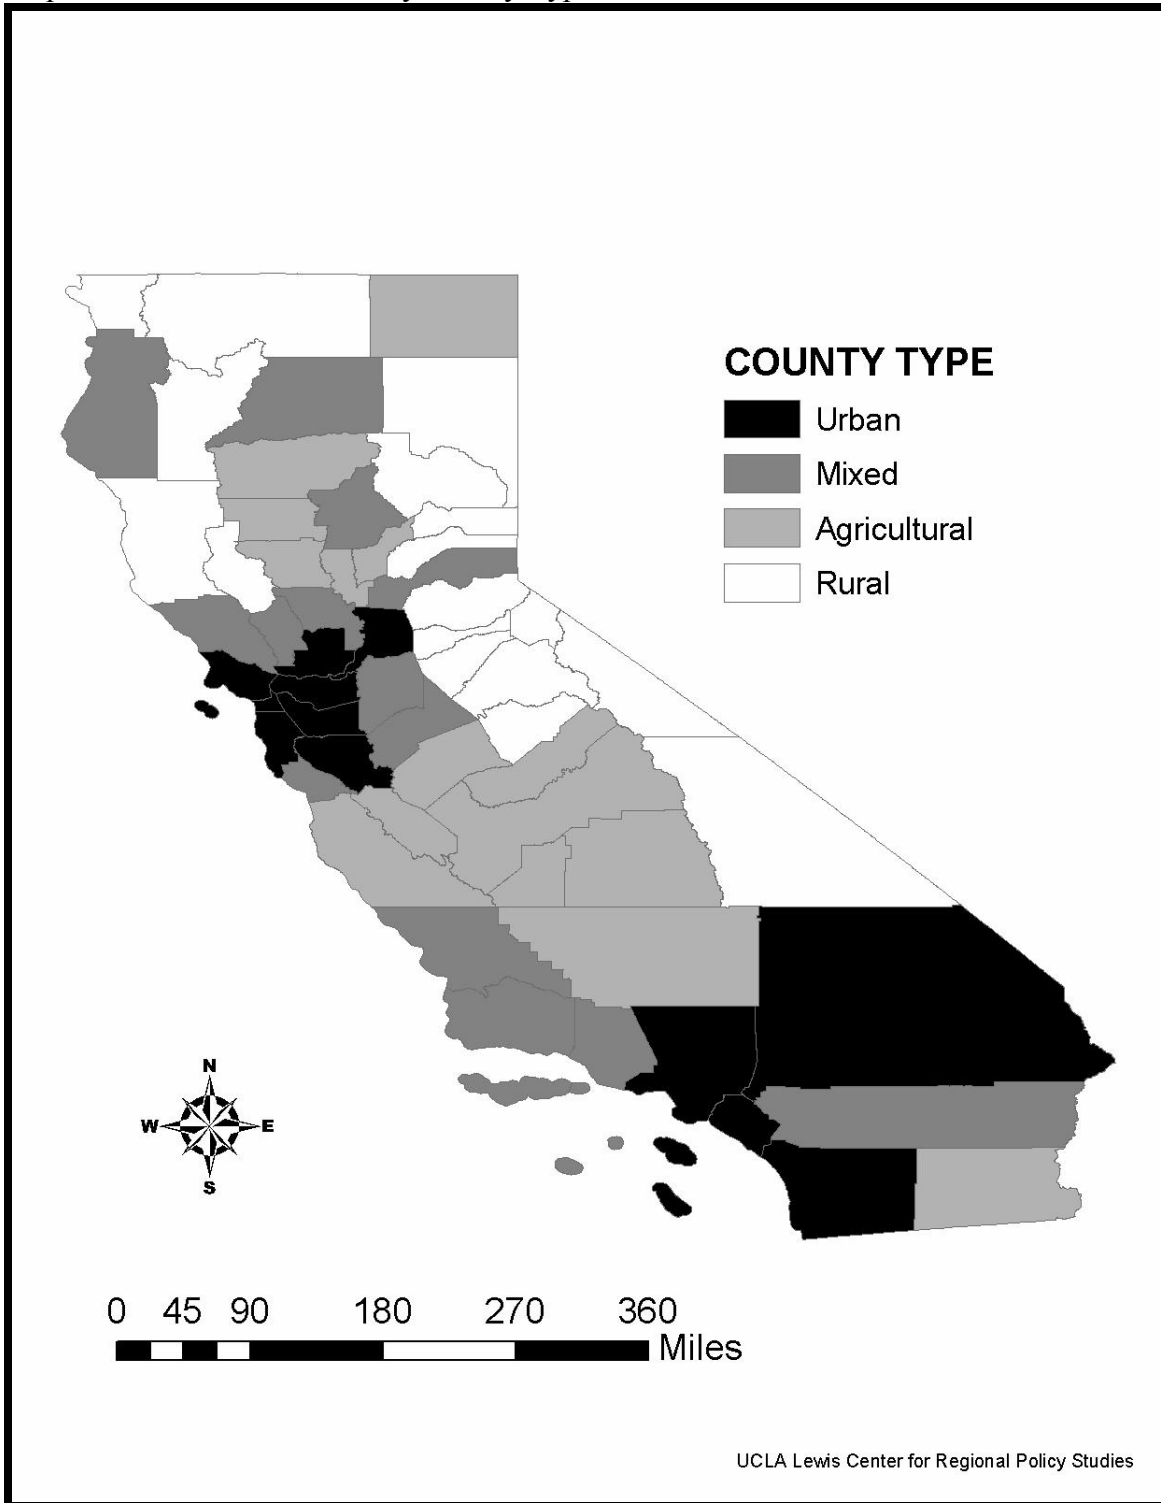 COUNTY TYPE
Urban
Mixed
Agricultural
Rural
N
W E
S
0 45 90 180 270 360
Miles
UCLA Lewis Center for Regional Policy Studies